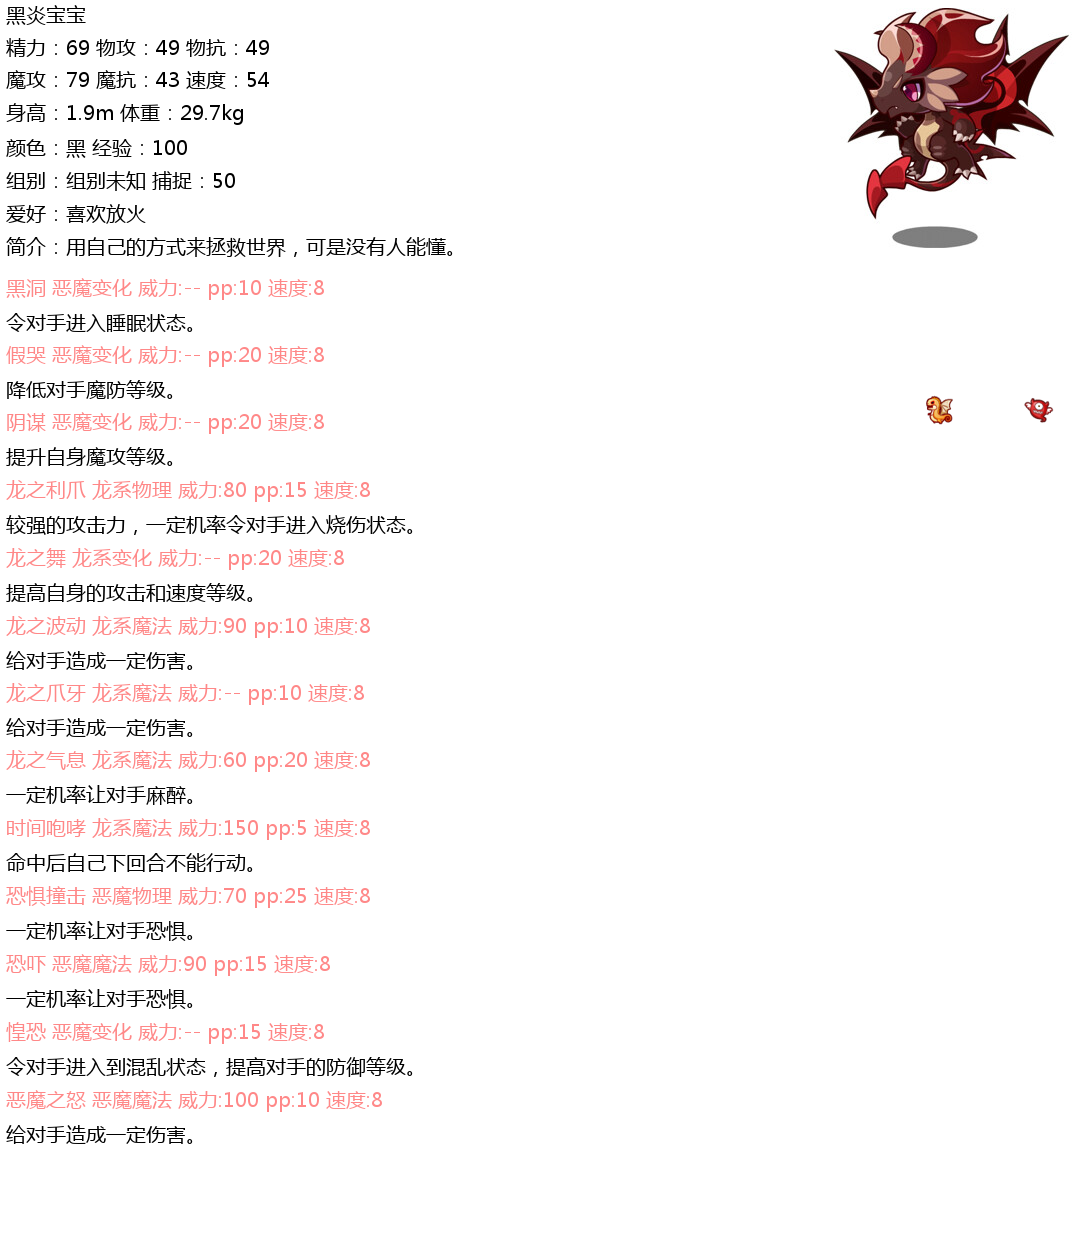 黑炎宝宝
精力：69 物攻：49 物抗：49
魔攻：79 魔抗：43 速度：54
身高：1.9m 体重：29.7kg
颜色：黑 经验：100
组别：组别未知 捕捉：50
爱好：喜欢放火
简介：用自己的方式来拯救世界，可是没有人能懂。
黑洞 恶魔变化 威力:-- pp:10 速度:8
令对手进入睡眠状态。
假哭 恶魔变化 威力:-- pp:20 速度:8
降低对手魔防等级。
阴谋 恶魔变化 威力:-- pp:20 速度:8
提升自身魔攻等级。
龙之利爪 龙系物理 威力:80 pp:15 速度:8
较强的攻击力，一定机率令对手进入烧伤状态。
龙之舞 龙系变化 威力:-- pp:20 速度:8
提高自身的攻击和速度等级。
龙之波动 龙系魔法 威力:90 pp:10 速度:8
给对手造成一定伤害。
龙之爪牙 龙系魔法 威力:-- pp:10 速度:8
给对手造成一定伤害。
龙之气息 龙系魔法 威力:60 pp:20 速度:8
一定机率让对手麻醉。
时间咆哮 龙系魔法 威力:150 pp:5 速度:8
命中后自己下回合不能行动。
恐惧撞击 恶魔物理 威力:70 pp:25 速度:8
一定机率让对手恐惧。
恐吓 恶魔魔法 威力:90 pp:15 速度:8
一定机率让对手恐惧。
惶恐 恶魔变化 威力:-- pp:15 速度:8
令对手进入到混乱状态，提高对手的防御等级。
恶魔之怒 恶魔魔法 威力:100 pp:10 速度:8
给对手造成一定伤害。